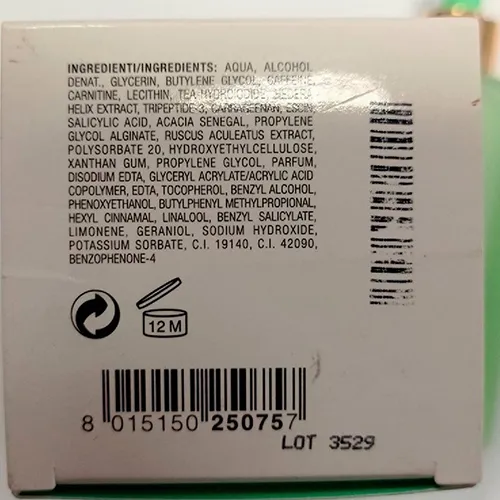 INGREDIENTI/INGREDIENTS: AQUA, ALCOHOL
DENAT., GLYCERIN, BUTYLENE GLYCOL, CAFFEINE,
CARNITINE, LECITHIN, TEA HYDROIODIDE, HEDERA
HELIX EXTRACT, TRIPEPTIDE-3, CARRAGEENAN, ESCIN,
SALICYLIC ACID, ACACIA SENEGAL, PROPYLENE
GLYCOL ALGINATE, RUSCUS ACULEATUS EXTRACT,
POLYSORBATE 20, HYDROXYETHYLCELLULOSE,
XANTHAN GUM, PROPYLENE GLYCOL, PARFUM,
DISODIUM EDTA, GLYCERYL ACRYLATE/ACRYLIC ACID
COPOLYMER, EDTA, TOCOPHEROL, BENZYL ALCOHOL,
PHENOXYETHANOL, BUTYLPHENYL METHYLPROPIONAL,
HEXYL CINNAMAL, LINALOOL, BENZYL SALICYLATE,
LIMONENE, GERANIOL, SODIUM HYDROXIDE,
POTASSIUM SORBATE, C.I. 19140, C.I. 42090,
BENZOPHENONE-4
12 M
8 015150 250757
LOT 3529